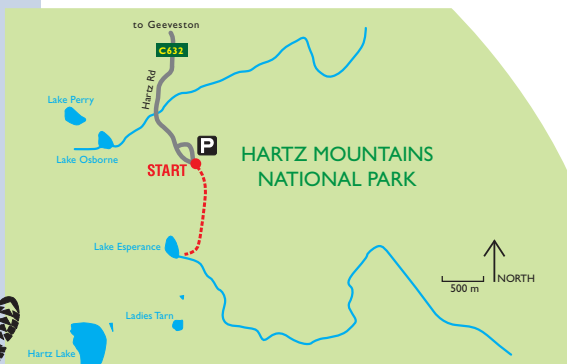 to Geeveston
C632
Hartz Rd
Lake Perry
P
Lake Osborne
START
HARTZ MOUNTAINS
NATIONAL PARK
Lake Esperance
NORTH
500 m
Ladies Tarn
Hartz Lake